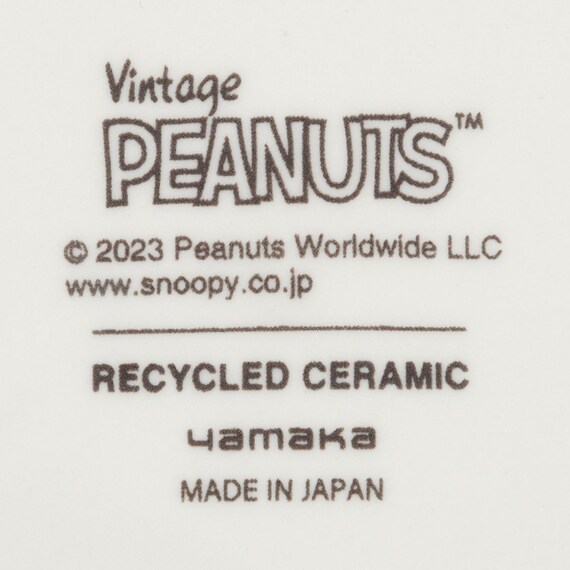 Vintage
PEANUTS™
© 2023 Peanuts Worldwide LLC
www.snoopy.co.jp
RECYCLED CERAMIC
yamaka
MADE IN JAPAN